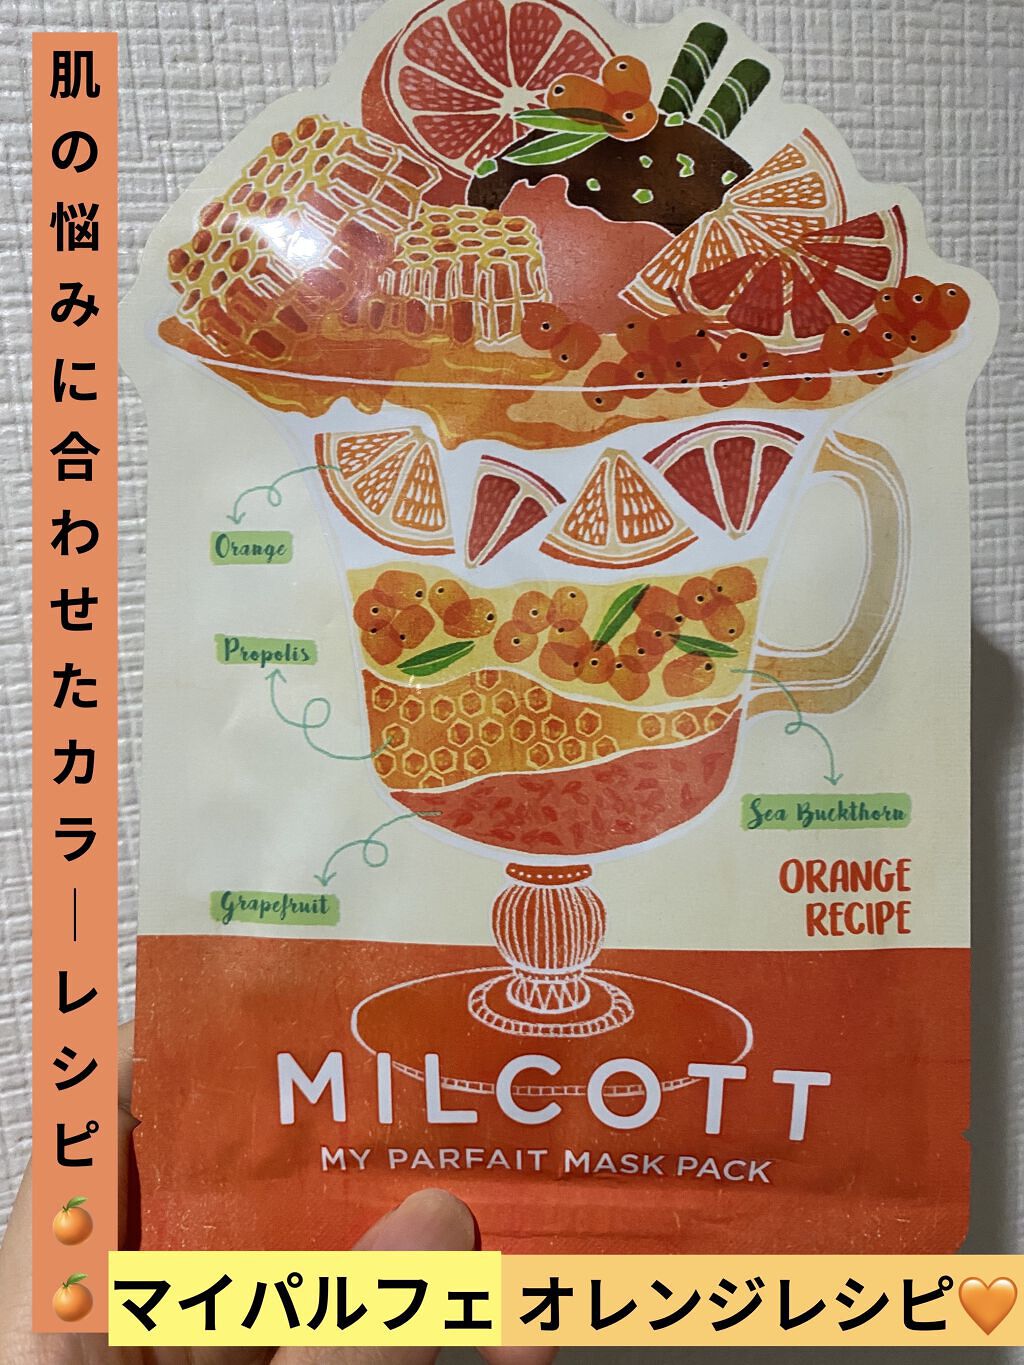 肌の悩みに合わせたカラーレシピ🍊🍊
Orange
Propolis
Sea Buckthorn
Grapefruit
ORANGE
RECIPE
MILCOTT
MY PARFAIT MASK PACK
マイパルフェ オレンジレシピ🧡